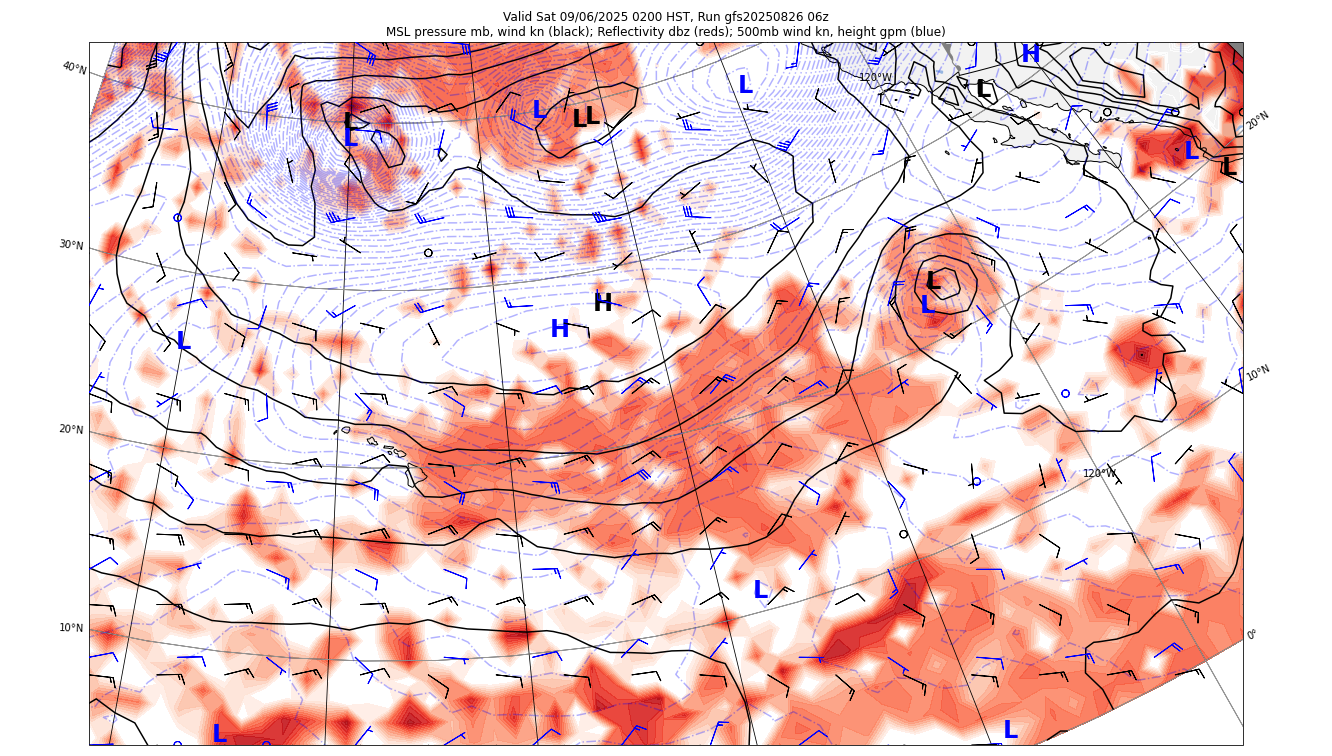 Valid Sat 09/06/2025 0200 HST, Run gfs20250826 06z
MSL pressure mb, wind kn (black); Reflectivity dbz (reds); 500mb wind kn, height gpm (blue)
H
40°N
120°W
L
L
L
L
L
20°N
L
L
L
L
L
30°N
L
H
L
H
L
10°N
20°N
120°W
L
10°N
0°
L
L